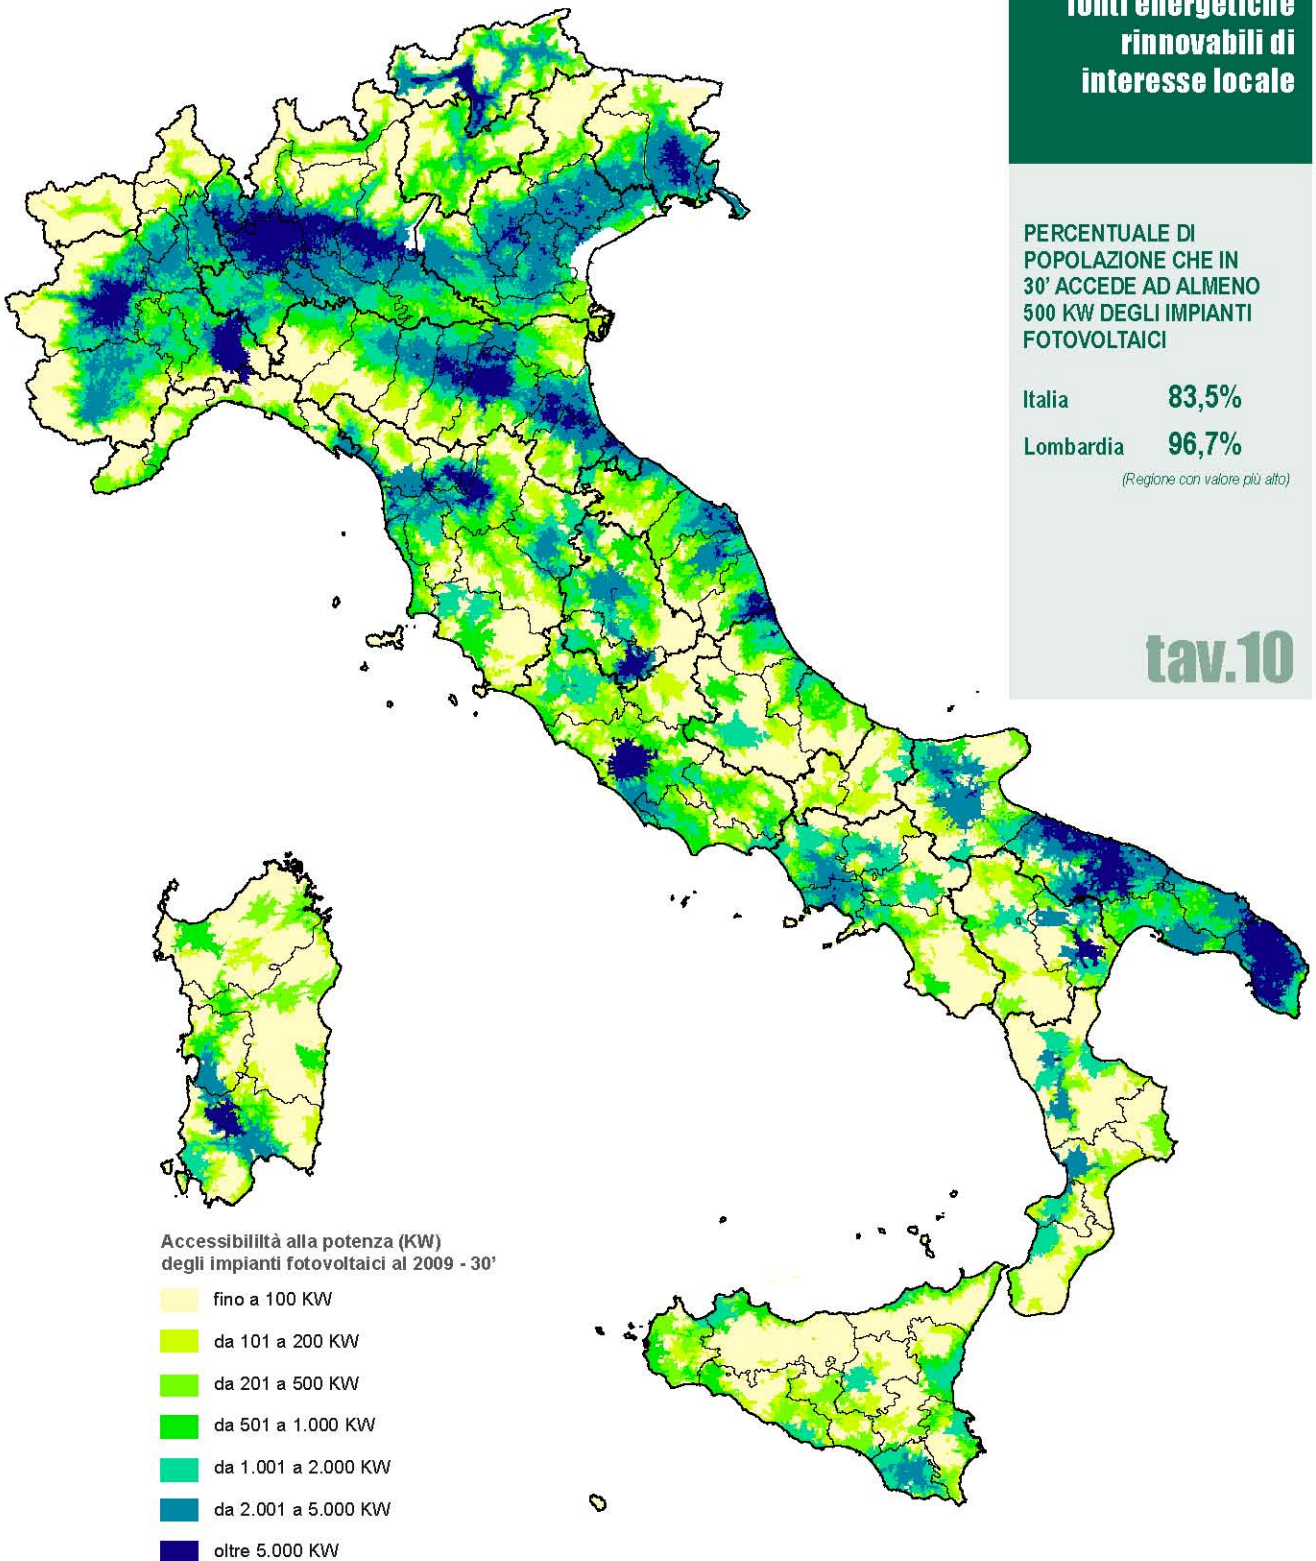 fonti energetiche
rinnovabili di
interesse locale
PERCENTUALE DI
POPOLAZIONE CHE IN
30' ACCEDE AD ALMENO
500 KW DEGLI IMPIANTI
FOTOVOLTAICI
Italia 83,5%
Lombardia 96,7%
(Regione con valore più alto)
tav.10
Accessibililtà alla potenza (KW)
degli impianti fotovoltaici al 2009 - 30'
fino a 100 KW
da 101 a 200 KW
da 201 a 500 KW
da 501 a 1.000 KW
da 1.001 a 2.000 KW
da 2.001 a 5.000 KW
oltre 5.000 KW